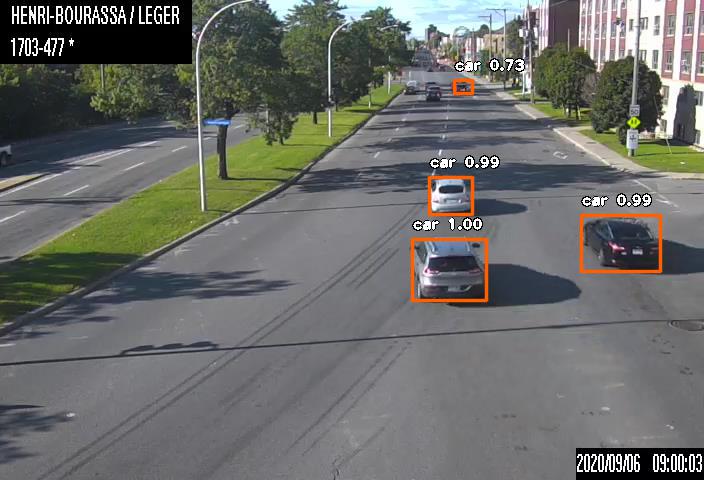 HENRI-BOURASSA / LEGER
1703-477 *
car 0.73
car 0.99
car 0.99
car 1.00
2020/09/06 09:00:03